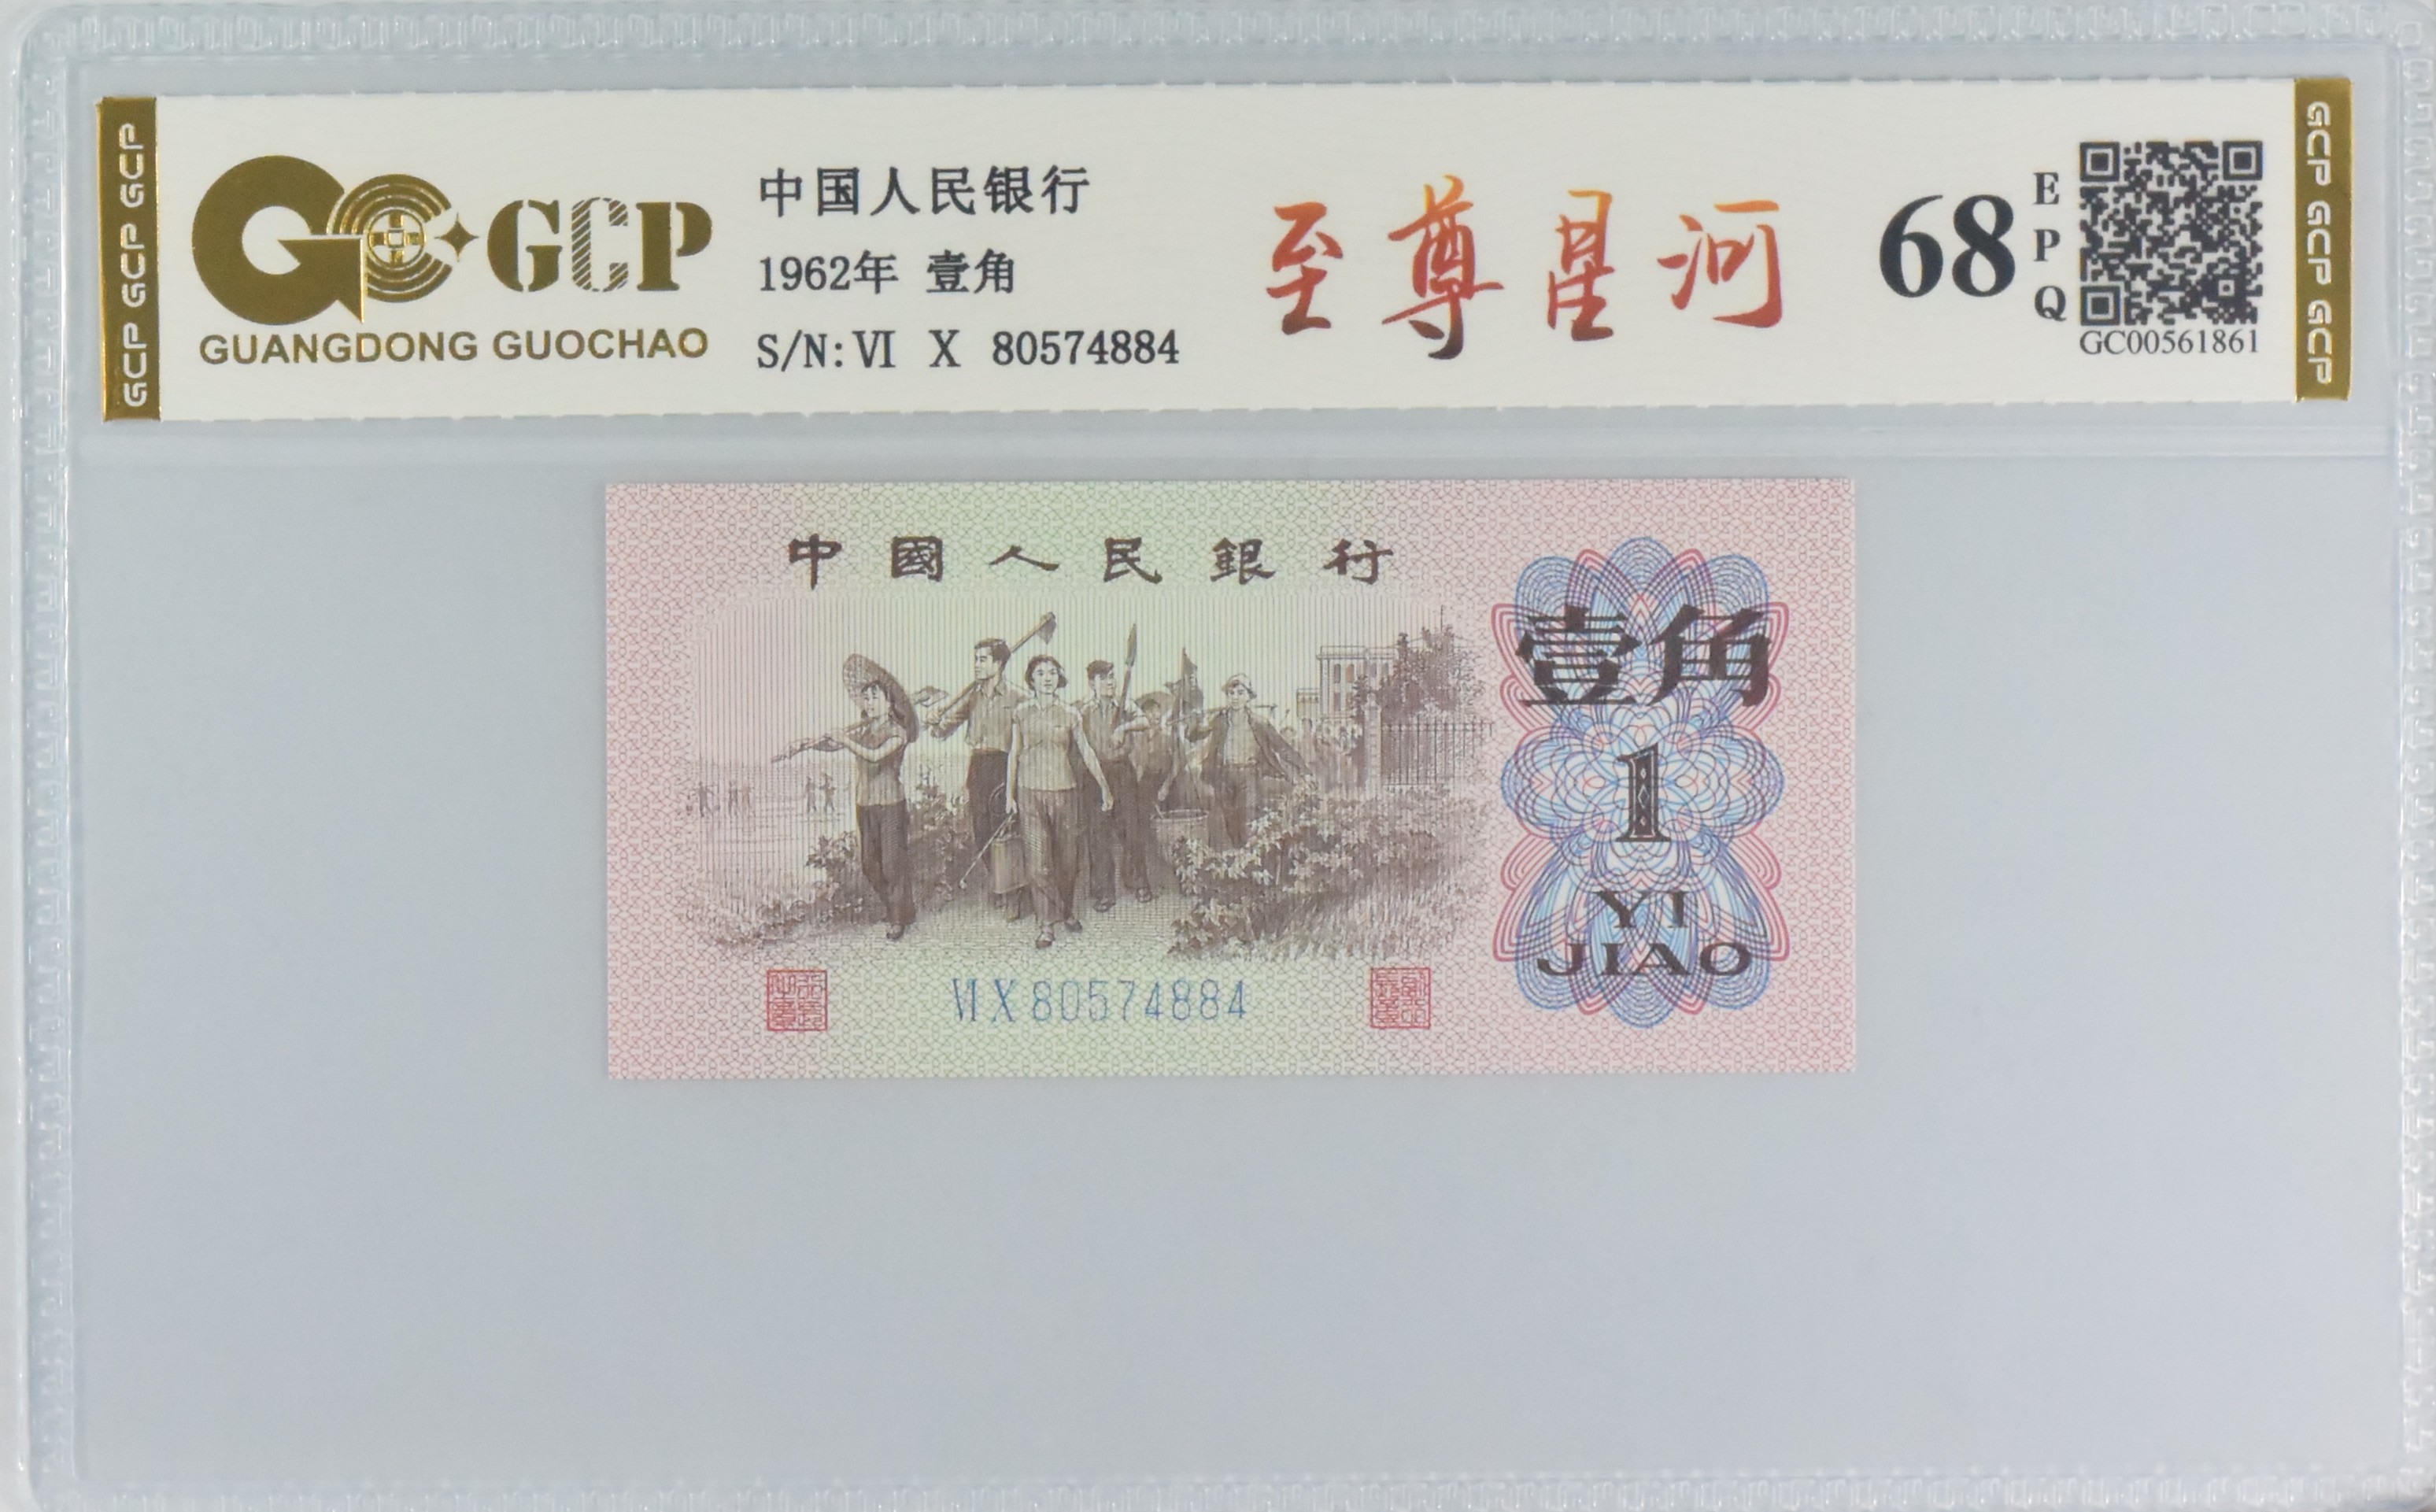 GCP GCP GCP
GCP
GUANGDONG GUOCHAO
中国人民银行
1962年 壹角
S/N: VI X 80574884
至尊星河
68
E
P
Q
GC00561861
GCP GCP GCP
中國人民銀行
壹角
1
YI
JIAO
VI X 80574884